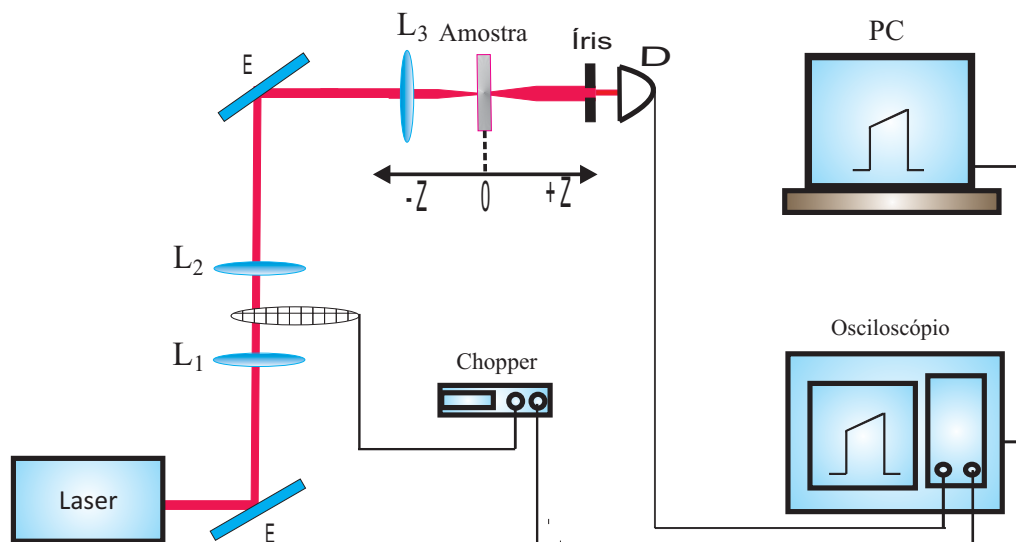 L3
Amostra
Íris
D
PC
E
-Z
0
+Z
L2
L1
Chopper
Osciloscópio
Laser
E